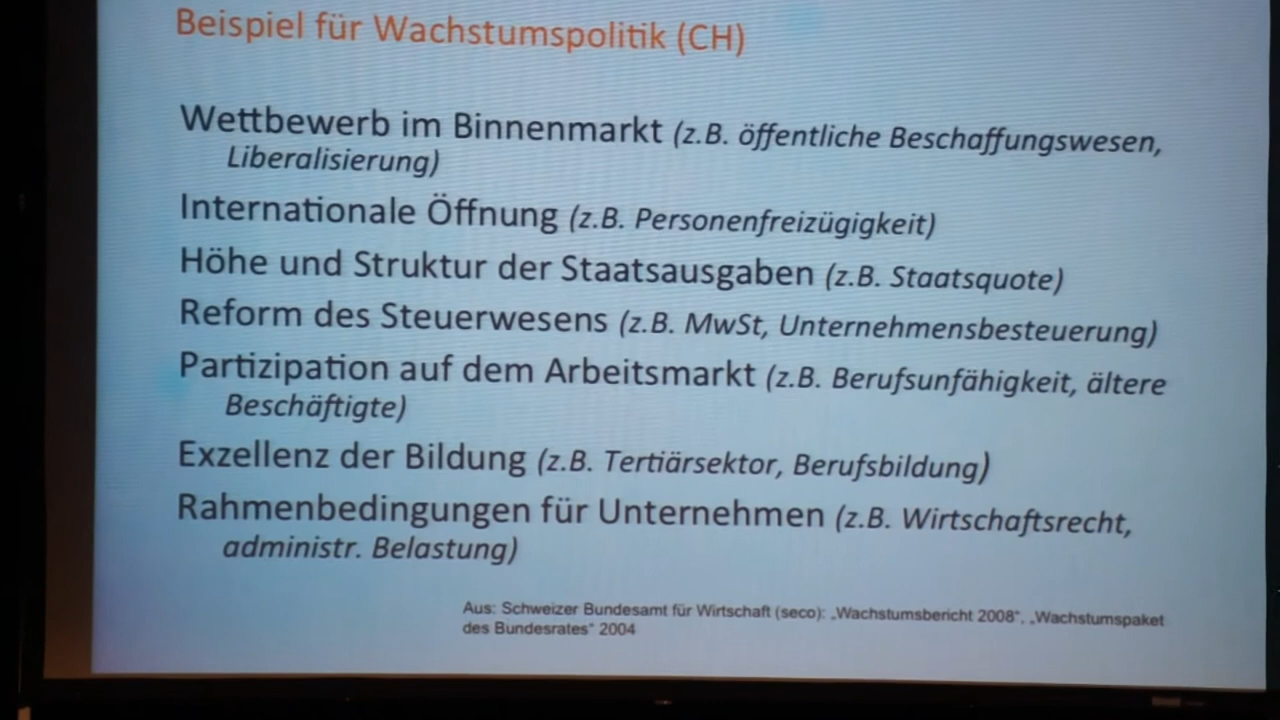 Beispiel für Wachstumspolitik (CH)
Wettbewerb im Binnenmarkt (z.B. öffentliche Beschaffungswesen,
Liberalisierung)
Internationale Öffnung (z.B. Personenfreizügigkeit)
Höhe und Struktur der Staatsausgaben (z.B. Staatsquote)
Reform des Steuerwesens (z.B. MwSt, Unternehmensbesteuerung)
Partizipation auf dem Arbeitsmarkt (z.B. Berufsunfähigkeit, ältere
Beschäftigte)
Exzellenz der Bildung (z.B. Tertiärsektor, Berufsbildung)
Rahmenbedingungen für Unternehmen (z.B. Wirtschaftsrecht,
administr. Belastung)
Aus: Schweizer Bundesamt für Wirtschaft (seco): „Wachstumsbericht 2008“, „Wachstumspaket
des Bundesrates“ 2004